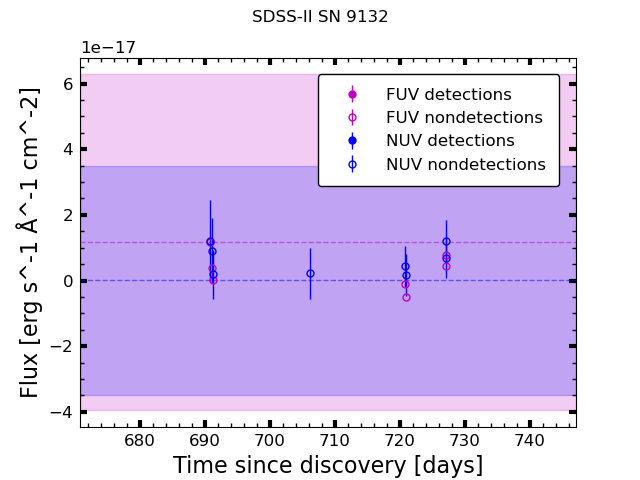 SDSS-II SN 9132
1e−17
FUV detections
FUV nondetections
NUV detections
NUV nondetections
6
4
2
0
−2
−4
Flux [erg s^-1 Å^-1 cm^-2]
680 690 700 710 720 730 740
Time since discovery [days]